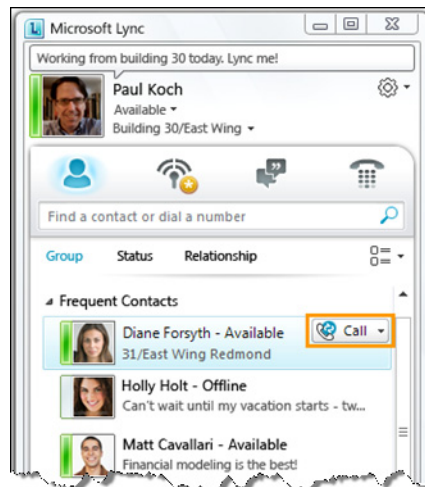 Microsoft Lync
Working from building 30 today. Lync me!
Paul Koch
Available
Building 30/East Wing
Find a contact or dial a number
Group Status Relationship
Frequent Contacts
Diane Forsyth - Available Call
31/East Wing Redmond
Holly Holt - Offline
Can't wait until my vacation starts - tw...
Matt Cavallari - Available
Financial modeling is the best!